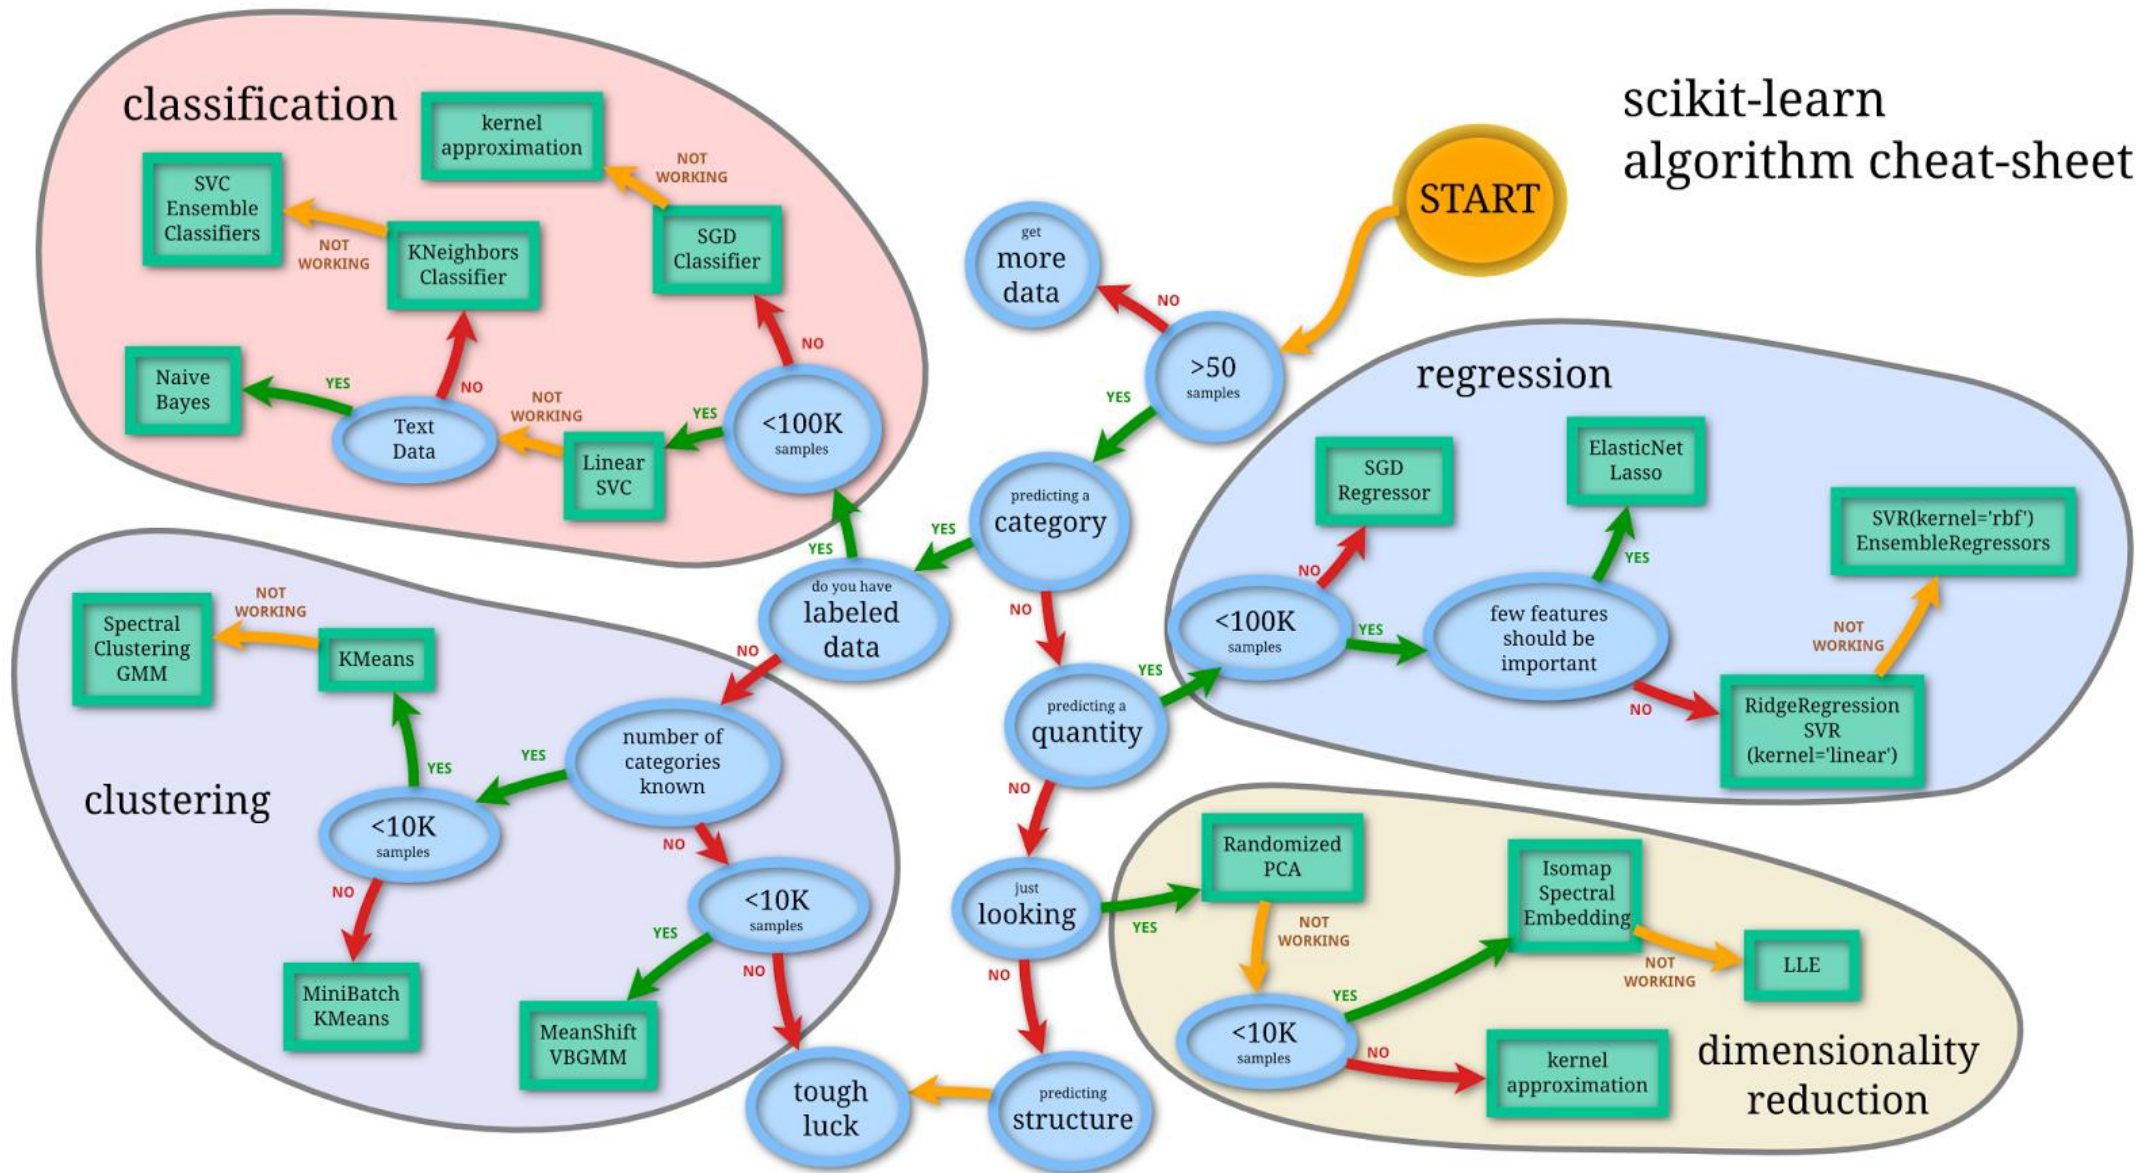 scikit-learn
algorithm cheat-sheet
START
get
more
data
NO
>50
samples
YES
predicting a
category
YES
NO
do you have
labeled
data
YES
NO
predicting a
quantity
YES
NO
just
looking
YES
NO
predicting
structure
tough
luck
classification
kernel
approximation
NOT
WORKING
SGD
Classifier
NO
<100K
samples
YES
Linear
SVC
NOT
WORKING
Text
Data
YES
Naive
Bayes
NO
KNeighbors
Classifier
NOT
WORKING
SVC
Ensemble
Classifiers
regression
<100K
samples
NO
SGD
Regressor
YES
few features
should be
important
YES
ElasticNet
Lasso
NO
RidgeRegression
SVR
(kernel='linear')
NOT
WORKING
SVR(kernel='rbf')
EnsembleRegressors
clustering
number of
categories
known
YES
<10K
samples
YES
KMeans
NOT
WORKING
Spectral
Clustering
GMM
NO
MiniBatch
KMeans
NO
<10K
samples
YES
MeanShift
VBGMM
NO
dimensionality
reduction
Randomized
PCA
NOT
WORKING
<10K
samples
YES
Isomap
Spectral
Embedding
NOT
WORKING
LLE
NO
kernel
approximation